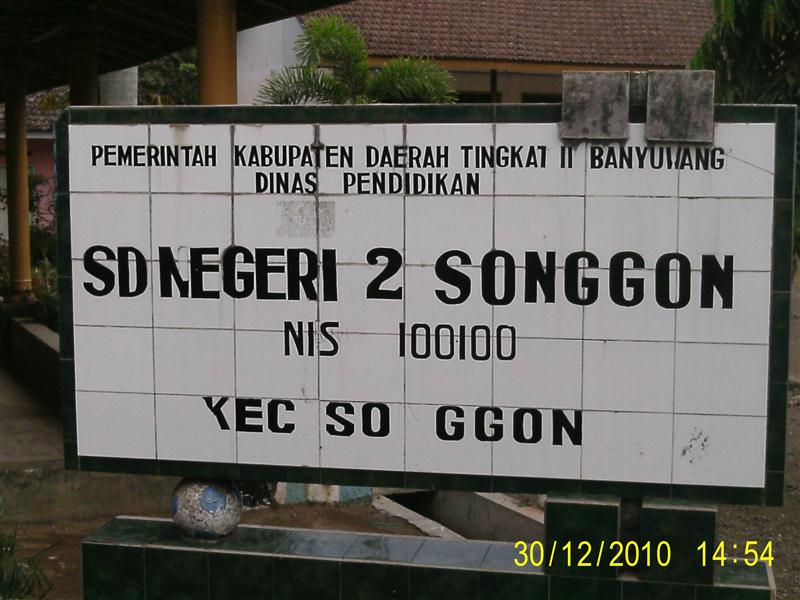 PEMERINTAH KABUPATEN DAERAH TINGKAT II BANYUWANG
DINAS PENDIDIKAN
SD NEGERI 2 SONGGON
NIS 100100
YEC SO GGON
30/12/2010 14:54